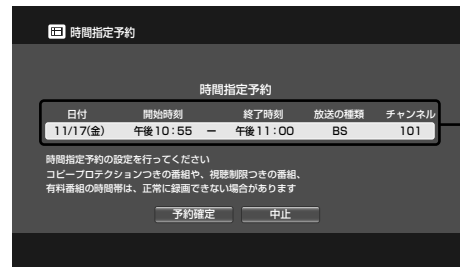 時間指定予約
時間指定予約
日付 開始時刻 終了時刻 放送の種類 チャンネル
11/17(金) 午後10:55 － 午後11:00 BS 101
時間指定予約の設定を行ってください
コピープロテクションつきの番組や、視聴制限つきの番組、
有料番組の時間帯は、正常に録画できない場合があります
予約確定 中止